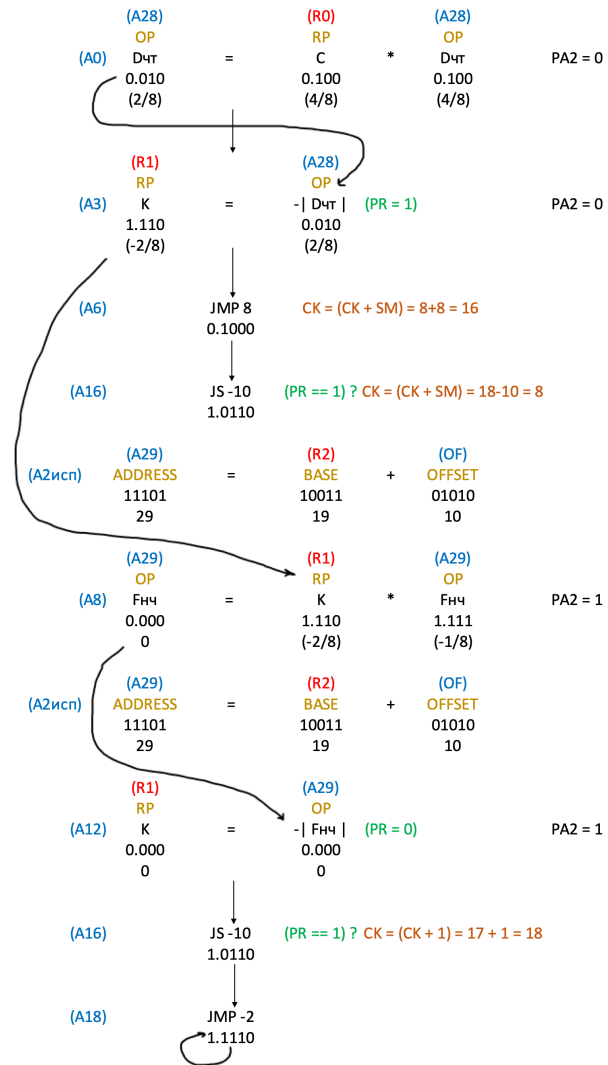 (A28) (R0) (A28)
OP RP OP
(A0) Dчт = C * Dчт PA2 = 0
0.010 0.100 0.100
(2/8) (4/8) (4/8)
(R1) (A28)
RP OP
(A3) K = -| Dчт | (PR = 1) PA2 = 0
1.110 0.010
(-2/8) (2/8)
(A6) JMP 8 CK = (CK + SM) = 8+8 = 16
0.1000
(A16) JS -10 (PR == 1) ? CK = (CK + SM) = 18-10 = 8
1.0110
(A29) (R2) (OF)
(A2исп) ADDRESS = BASE + OFFSET
11101 10011 01010
29 19 10
(A29) (R1) (A29)
OP RP OP
(A8) Fнч = K * Fнч PA2 = 1
0.000 1.110 1.111
0 (-2/8) (-1/8)
(A29) (R2) (OF)
(A2исп) ADDRESS = BASE + OFFSET
11101 10011 01010
29 19 10
(R1) (A29)
RP OP
(A12) K = -| Fнч | (PR = 0) PA2 = 1
0.000 0.000
0 0
(A16) JS -10 (PR == 1) ? CK = (CK + 1) = 17 + 1 = 18
1.0110
(A18) JMP -2
1.1110